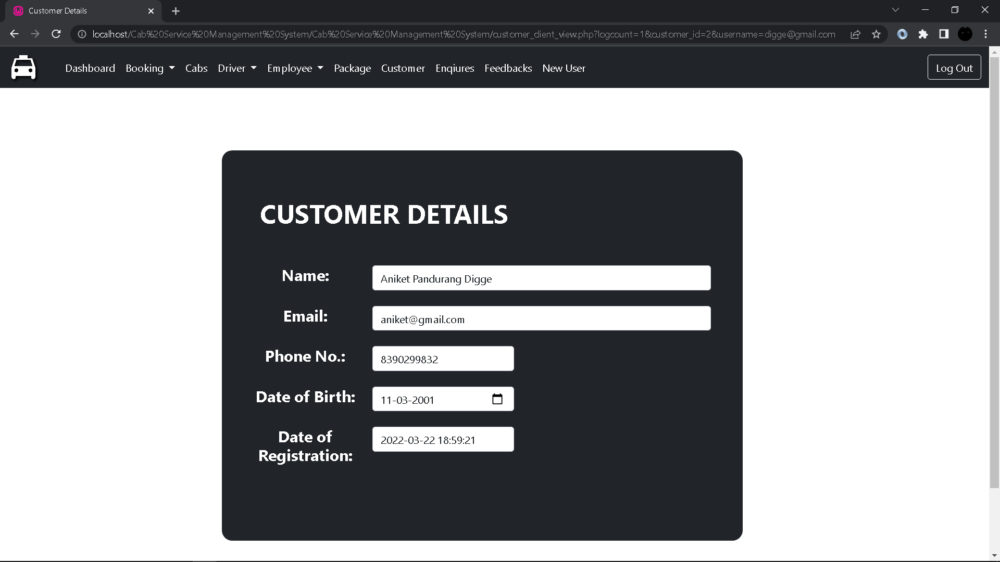 Customer Details
localhost/Cab%20Service%20Management%20System/Cab%20Service%20Management%20System/customer_client_view.php?logcount=1&customer_id=2&username=digge@gmail.com
Dashboard Booking Cabs Driver Employee Package Customer Enqiures Feedbacks New User Log Out
CUSTOMER DETAILS
Name: Aniket Pandurang Digge
Email: aniket@gmail.com
Phone No.: 8390299832
Date of Birth: 11-03-2001
Date of 2022-03-22 18:59:21
Registration: